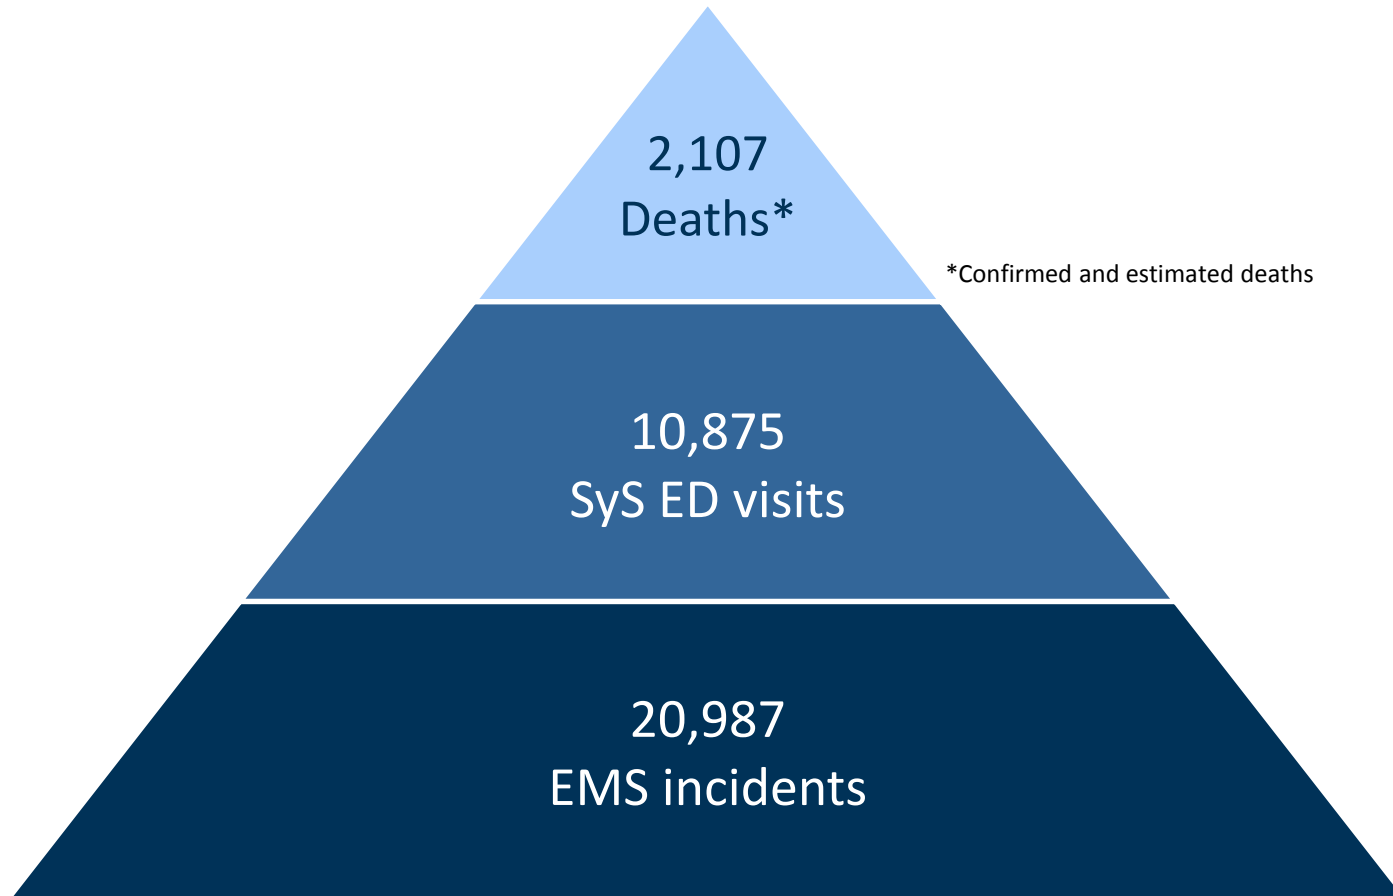 2,107
Deaths*
*Confirmed and estimated deaths
10,875
SyS ED visits
20,987
EMS incidents